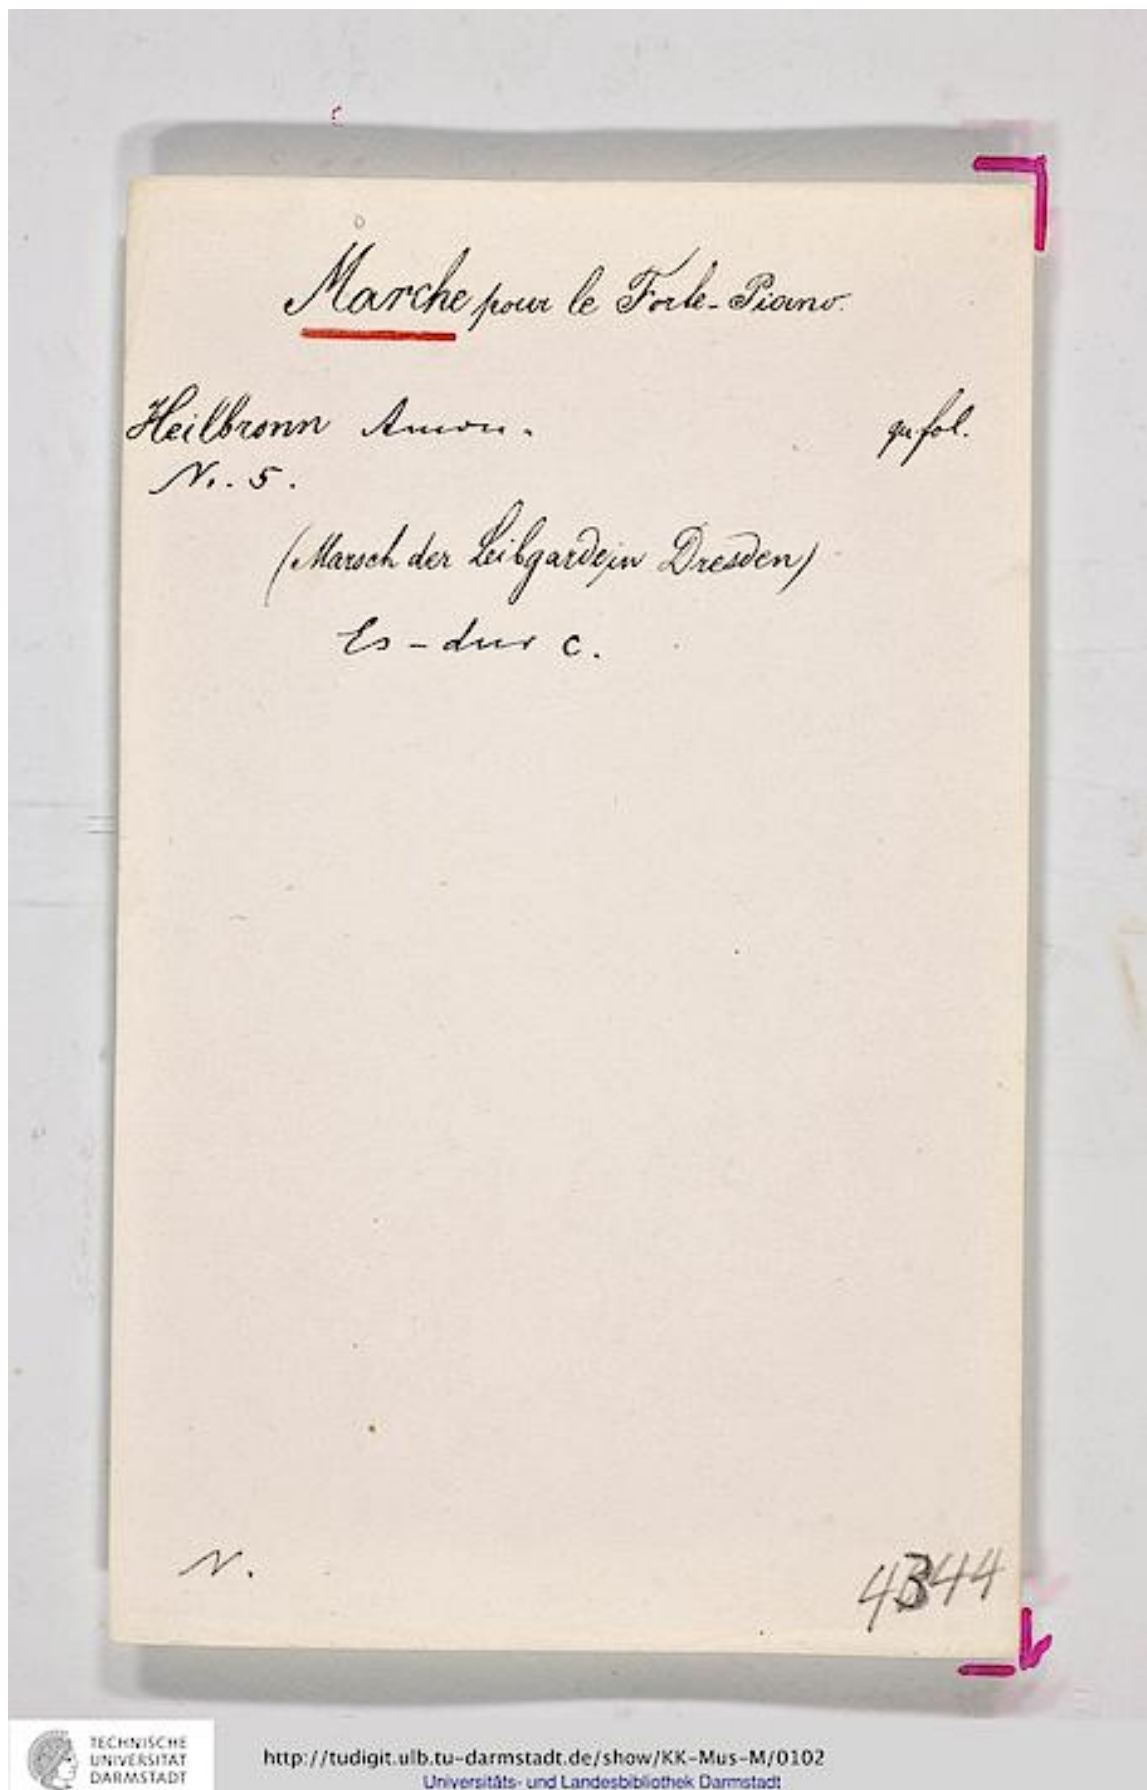 Marche pour le Forte-Piano.
Heilbronn Amon. qu fol.
N. 5.
(Marsch der Leibgarde, in Dresden)
Es-dur C.
N. 4344
TECHNISCHE
UNIVERSITÄT
DARMSTADT
http://tudigit.ulb.tu-darmstadt.de/show/KK-Mus-M/0102
Universitäts- und Landesbibliothek Darmstadt